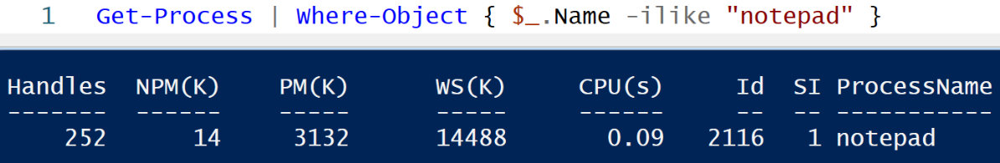 1 Get-Process | Where-Object { $_.Name -ilike "notepad" }
Handles NPM(K) PM(K) WS(K) CPU(s) Id SI ProcessName
------- ------ ----- ----- ------ -- -- -----------
252 14 3132 14488 0.09 2116 1 notepad